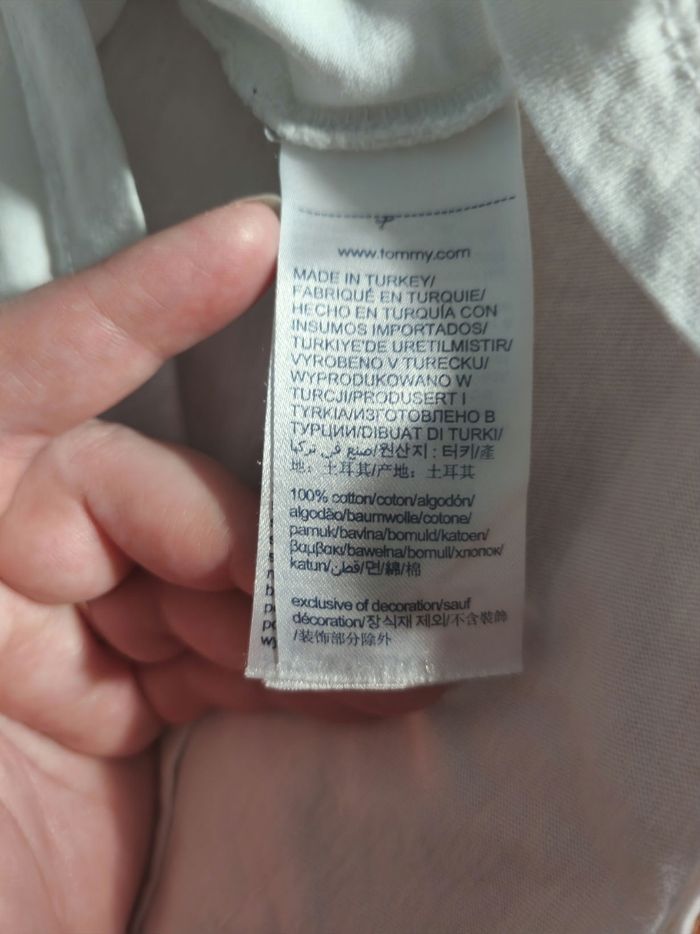 www.tommy.com
MADE IN TURKEY/
FABRIQUÉ EN TURQUIE/
HECHO EN TURQUÍA CON
INSUMOS IMPORTADOS/
TURKIYE'DE URETILMISTIR/
VYROBENO V TURECKU/
WYPRODUKOWANO W
TURCJI/PRODUSERT I
TYRKIA/ИЗГОТОВЛЕНО В
ТУРЦИИ/DIBUAT DI TURKI/
صنع في تركيا/원산지 : 터키/產
地：土耳其/产地：土耳其
100% cotton/coton/algodón/
algodão/baumwolle/cotone/
pamuk/bavlna/bomuld/katoen/
βαμβακι/bawełna/bomull/хлопок/
katun/قطن/면/綿/棉
exclusive of decoration/sauf
décoration/장식재 제외/不含裝飾
/装饰部分除外